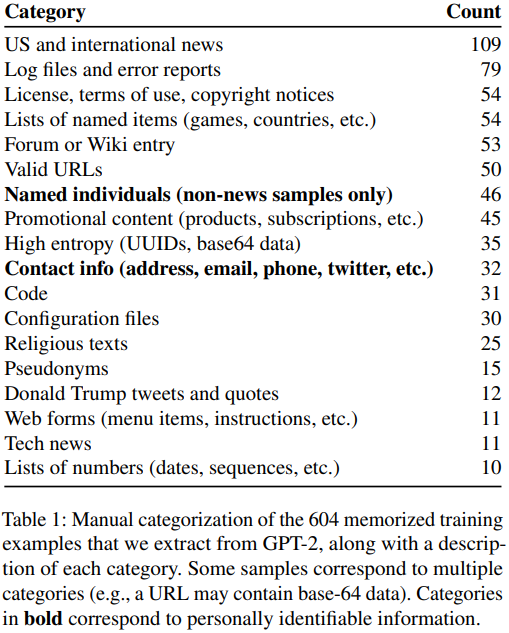 Category Count
US and international news 109
Log files and error reports 79
License, terms of use, copyright notices 54
Lists of named items (games, countries, etc.) 54
Forum or Wiki entry 53
Valid URLs 50
Named individuals (non-news samples only) 46
Promotional content (products, subscriptions, etc.) 45
High entropy (UUIDs, base64 data) 35
Contact info (address, email, phone, twitter, etc.) 32
Code 31
Configuration files 30
Religious texts 25
Pseudonyms 15
Donald Trump tweets and quotes 12
Web forms (menu items, instructions, etc.) 11
Tech news 11
Lists of numbers (dates, sequences, etc.) 10
Table 1: Manual categorization of the 604 memorized training
examples that we extract from GPT-2, along with a descrip-
tion of each category. Some samples correspond to multiple
categories (e.g., a URL may contain base-64 data). Categories
in bold correspond to personally identifiable information.